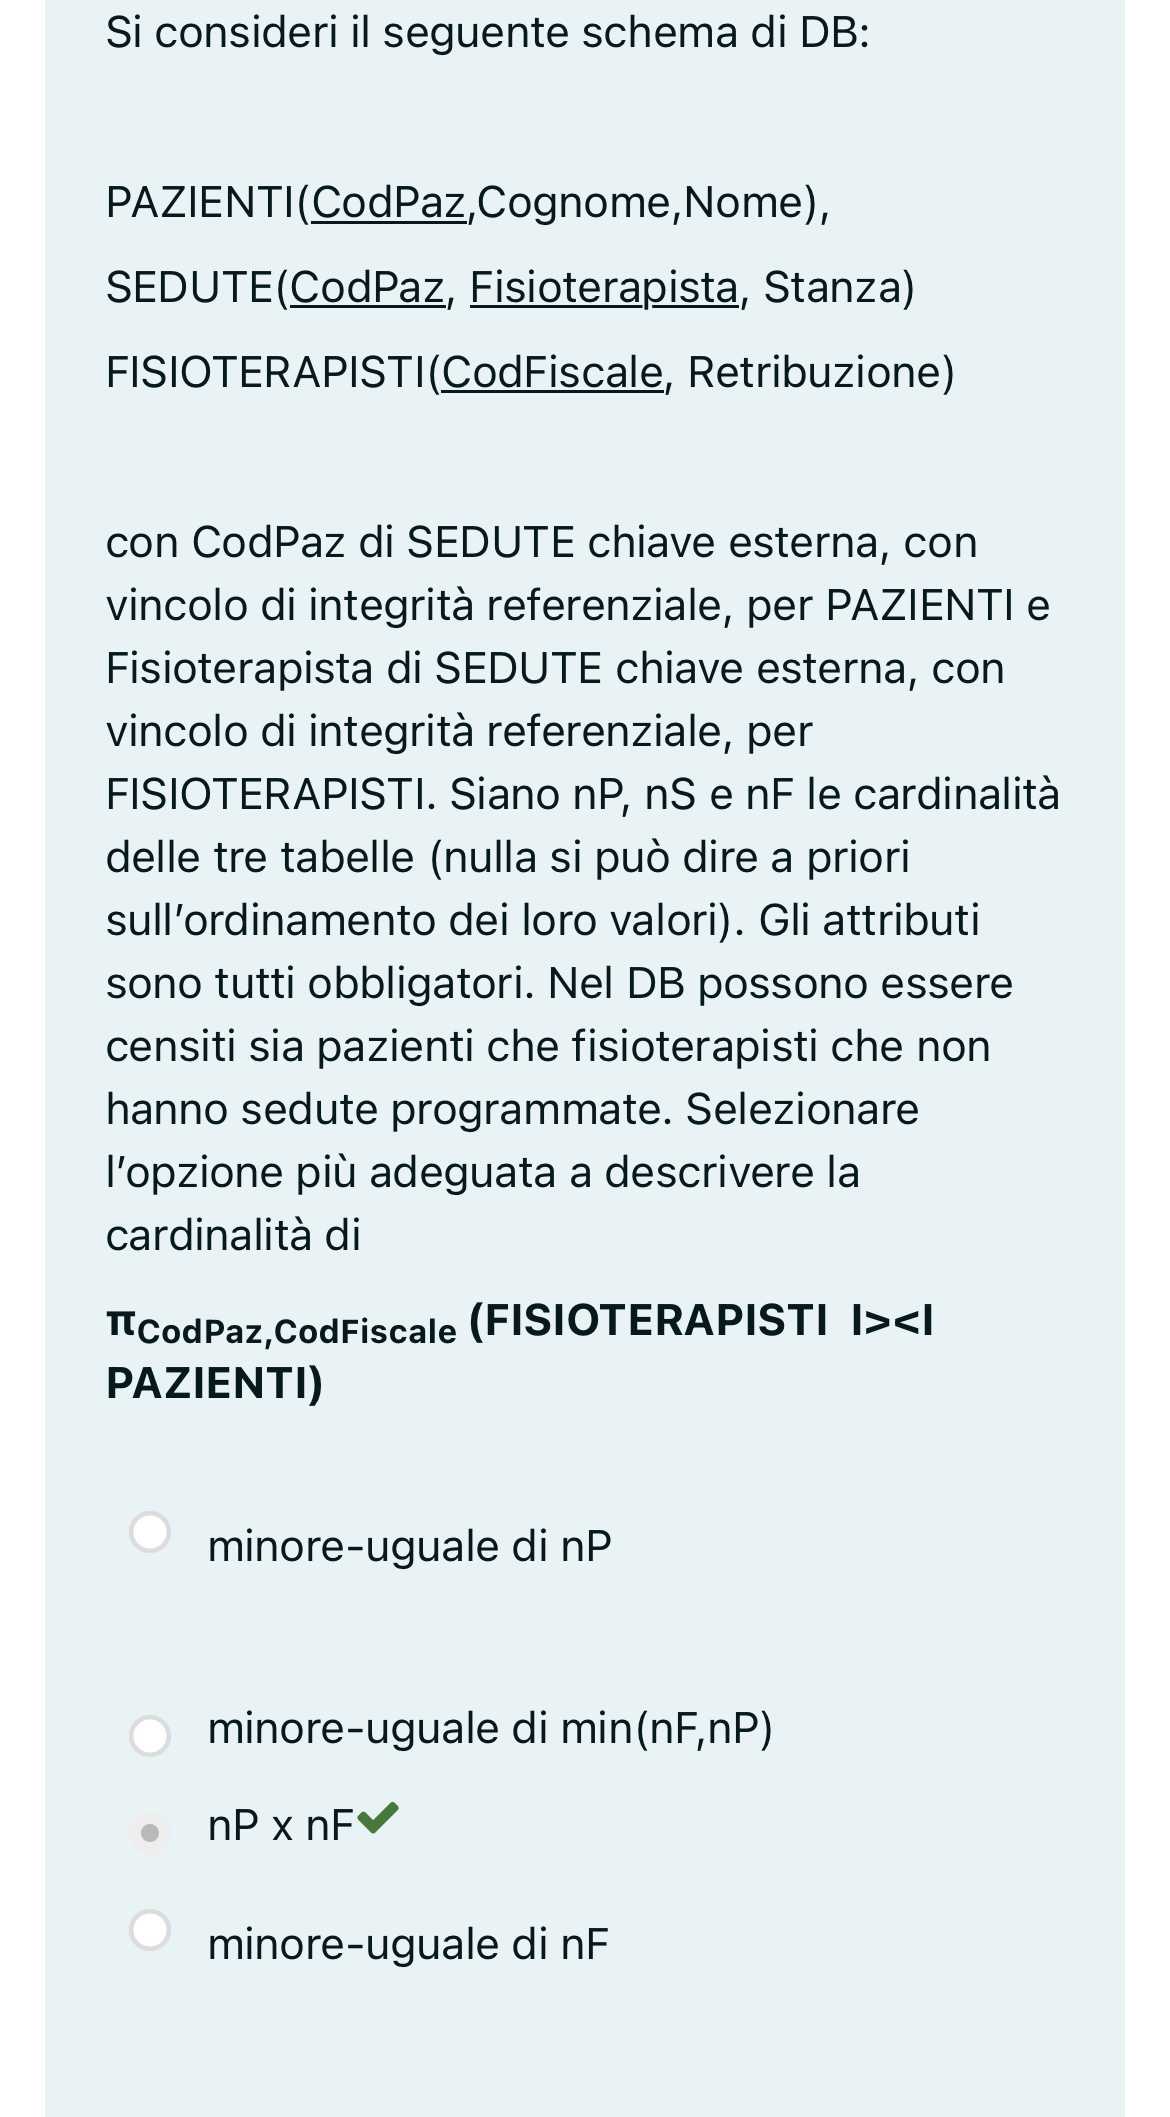 Si consideri il seguente schema di DB:
PAZIENTI(CodPaz,Cognome,Nome),
SEDUTE(CodPaz, Fisioterapista, Stanza)
FISIOTERAPISTI(CodFiscale, Retribuzione)
con CodPaz di SEDUTE chiave esterna, con
vincolo di integrità referenziale, per PAZIENTI e
Fisioterapista di SEDUTE chiave esterna, con
vincolo di integrità referenziale, per
FISIOTERAPISTI. Siano nP, nS e nF le cardinalità
delle tre tabelle (nulla si può dire a priori
sull’ordinamento dei loro valori). Gli attributi
sono tutti obbligatori. Nel DB possono essere
censiti sia pazienti che fisioterapisti che non
hanno sedute programmate. Selezionare
l’opzione più adeguata a descrivere la
cardinalità di
πCodPaz,CodFiscale (FISIOTERAPISTI I><I
PAZIENTI)
minore-uguale di nP
minore-uguale di min(nF,nP)
nP x nF
minore-uguale di nF